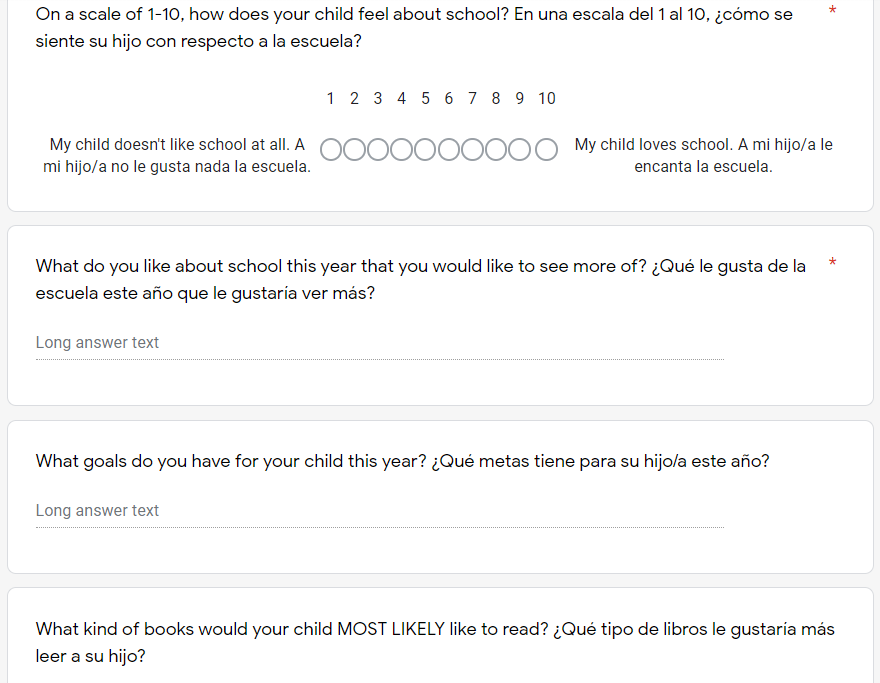 On a scale of 1-10, how does your child feel about school? En una escala del 1 al 10, ¿cómo se *
siente su hijo con respecto a la escuela?
1 2 3 4 5 6 7 8 9 10
My child doesn't like school at all. A
mi hijo/a no le gusta nada la escuela.
My child loves school. A mi hijo/a le
encanta la escuela.
What do you like about school this year that you would like to see more of? ¿Qué le gusta de la *
escuela este año que le gustaría ver más?
Long answer text
What goals do you have for your child this year? ¿Qué metas tiene para su hijo/a este año?
Long answer text
What kind of books would your child MOST LIKELY like to read? ¿Qué tipo de libros le gustaría más
leer a su hijo?